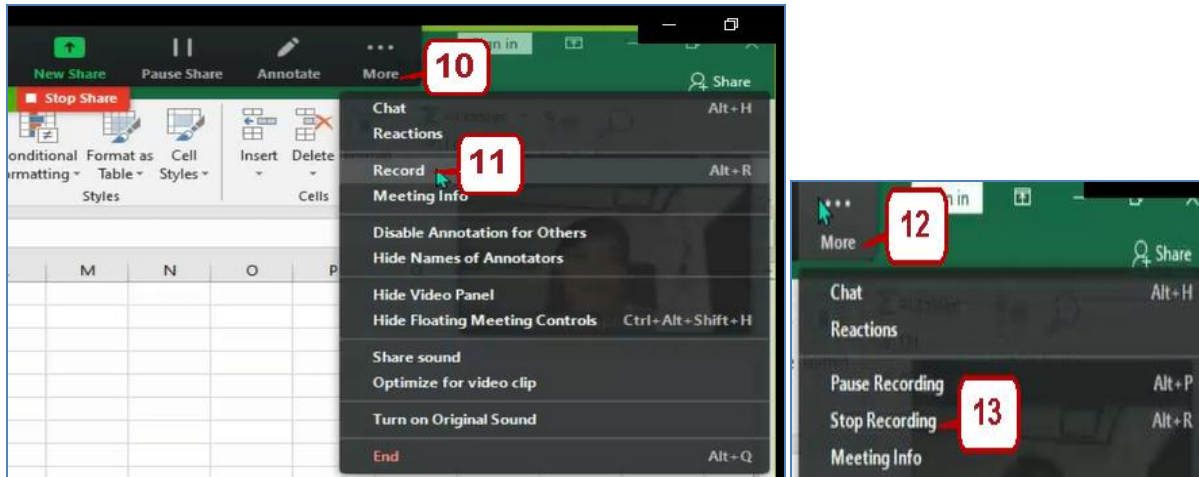 New Share Pause Share Annotate More 10
Stop Share
Share
Conditional Format as Cell Insert Delete
Formatting Table Styles
Styles Cells
M N O P
Chat Alt+H
Reactions
Record 11 Alt+R
Meeting Info
Disable Annotation for Others
Hide Names of Annotators
Hide Video Panel
Hide Floating Meeting Controls Ctrl+Alt+Shift+H
Share sound
Optimize for video clip
Turn on Original Sound
End Alt+Q
in
More 12
Share
Chat Alt+H
Reactions
Pause Recording Alt+P
Stop Recording 13 Alt+R
Meeting Info